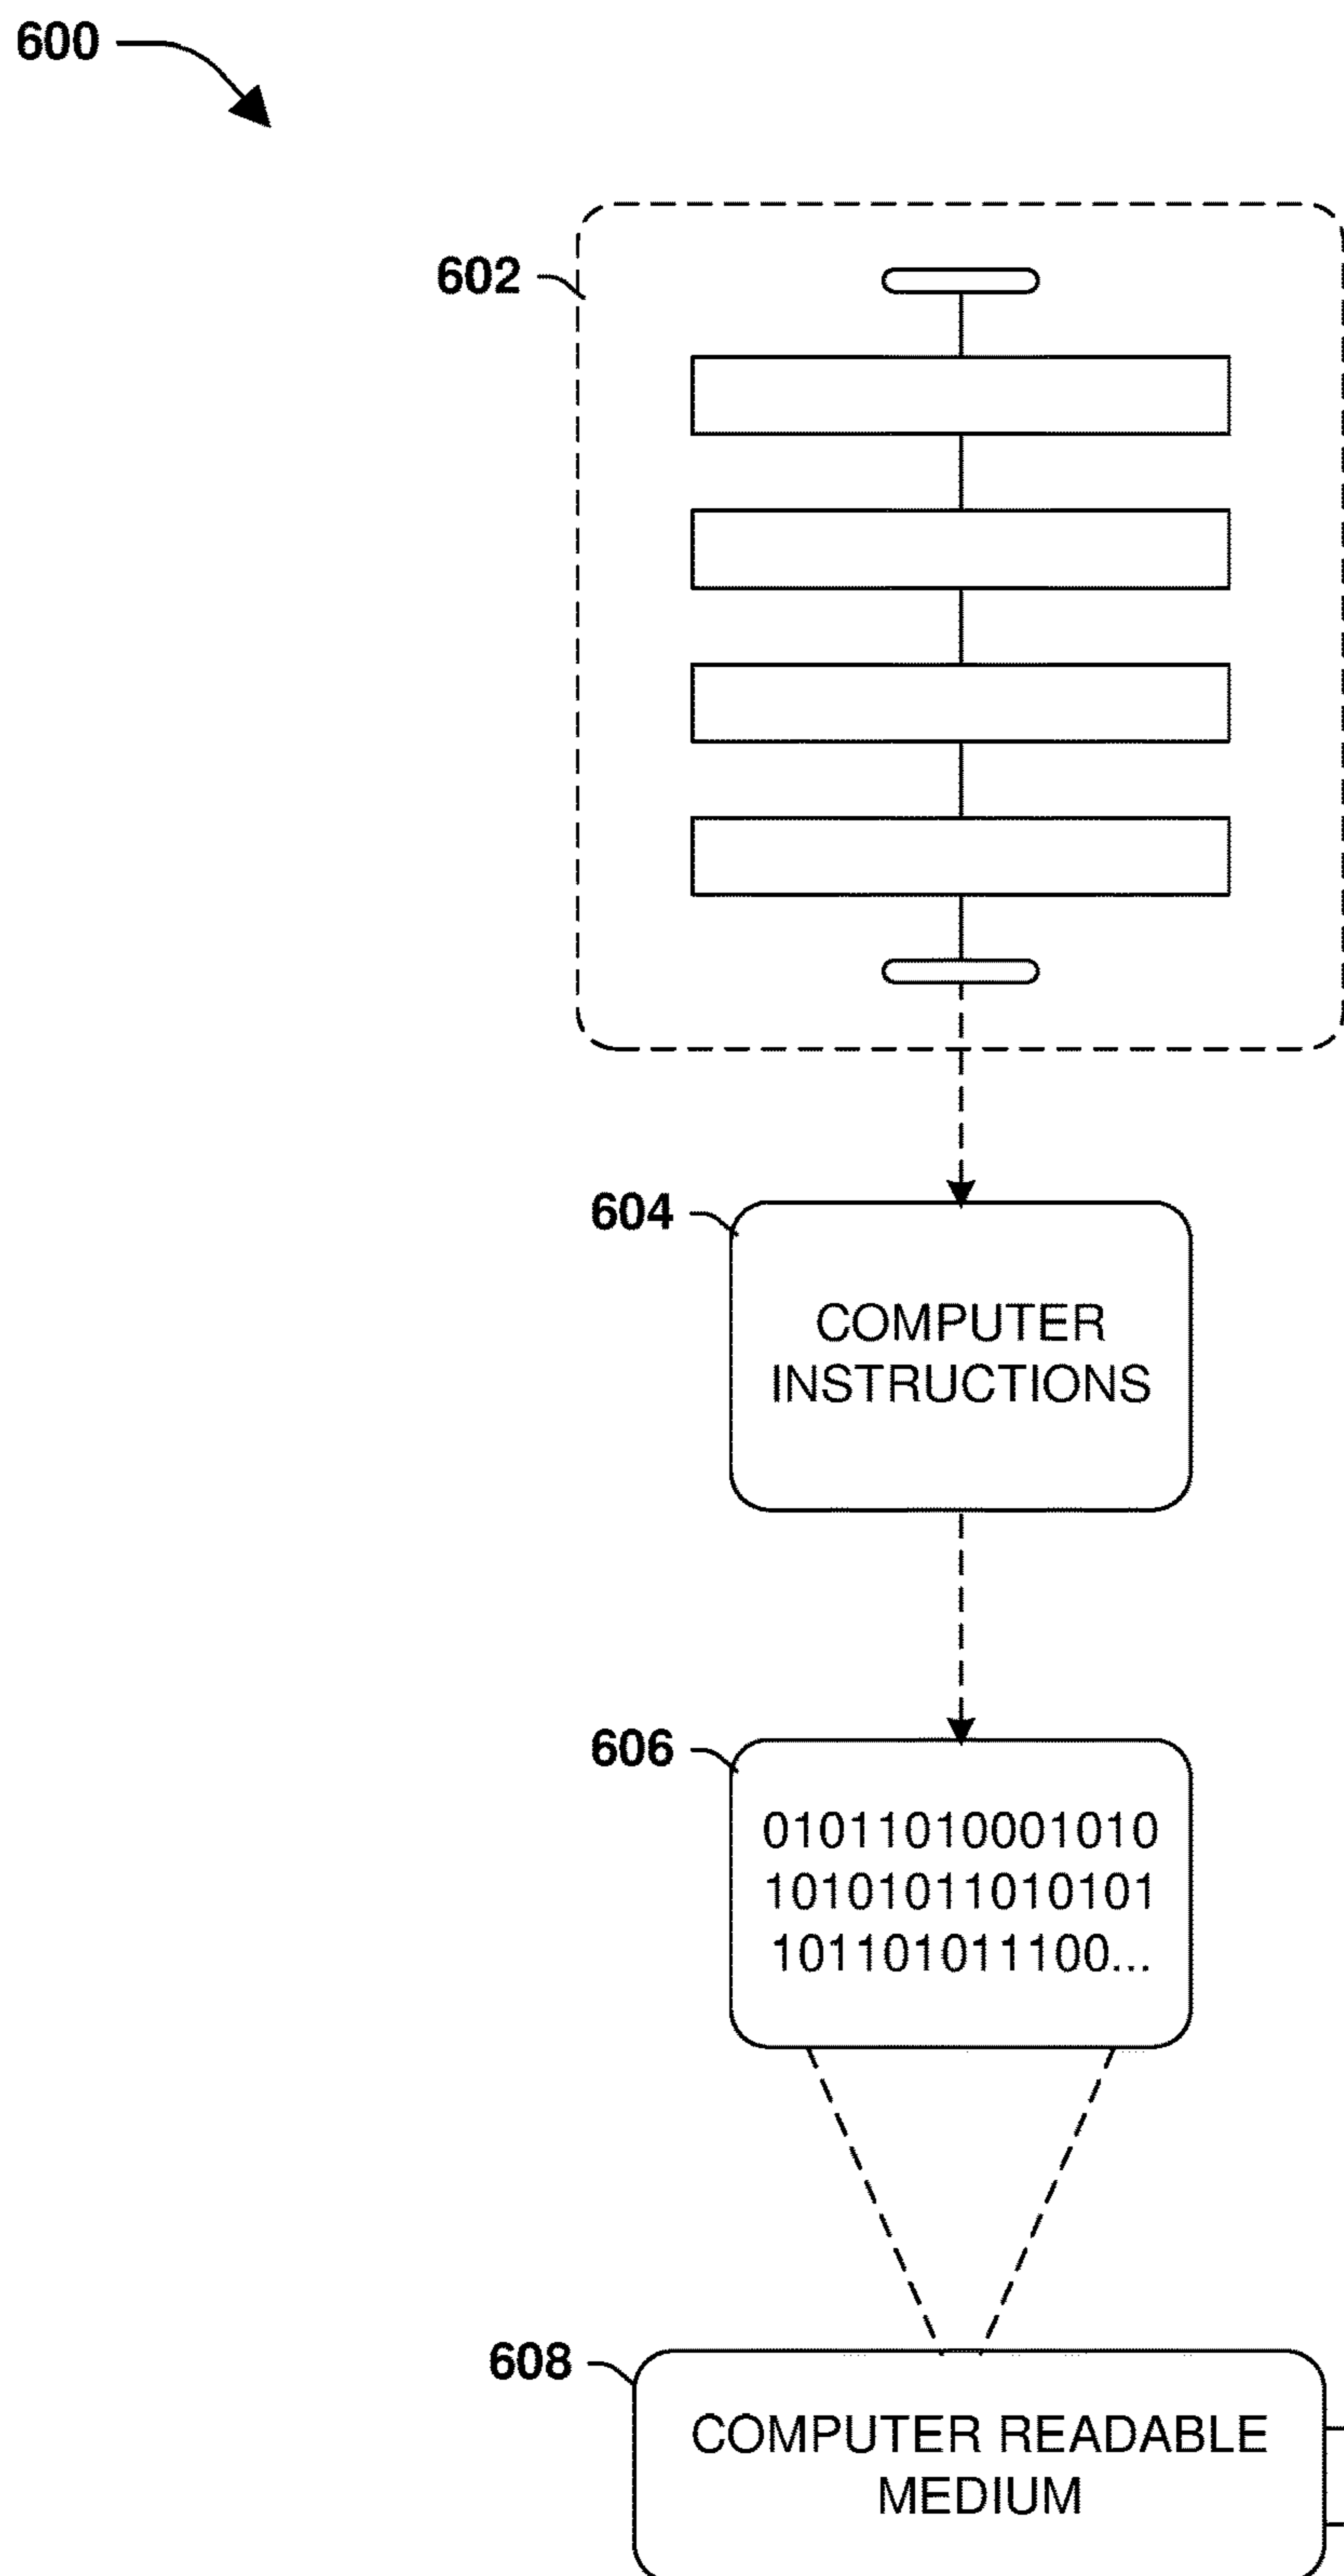 600
602
604
COMPUTER
INSTRUCTIONS
606
01011010001010
10101011010101
101101011100...
608
COMPUTER READABLE
MEDIUM